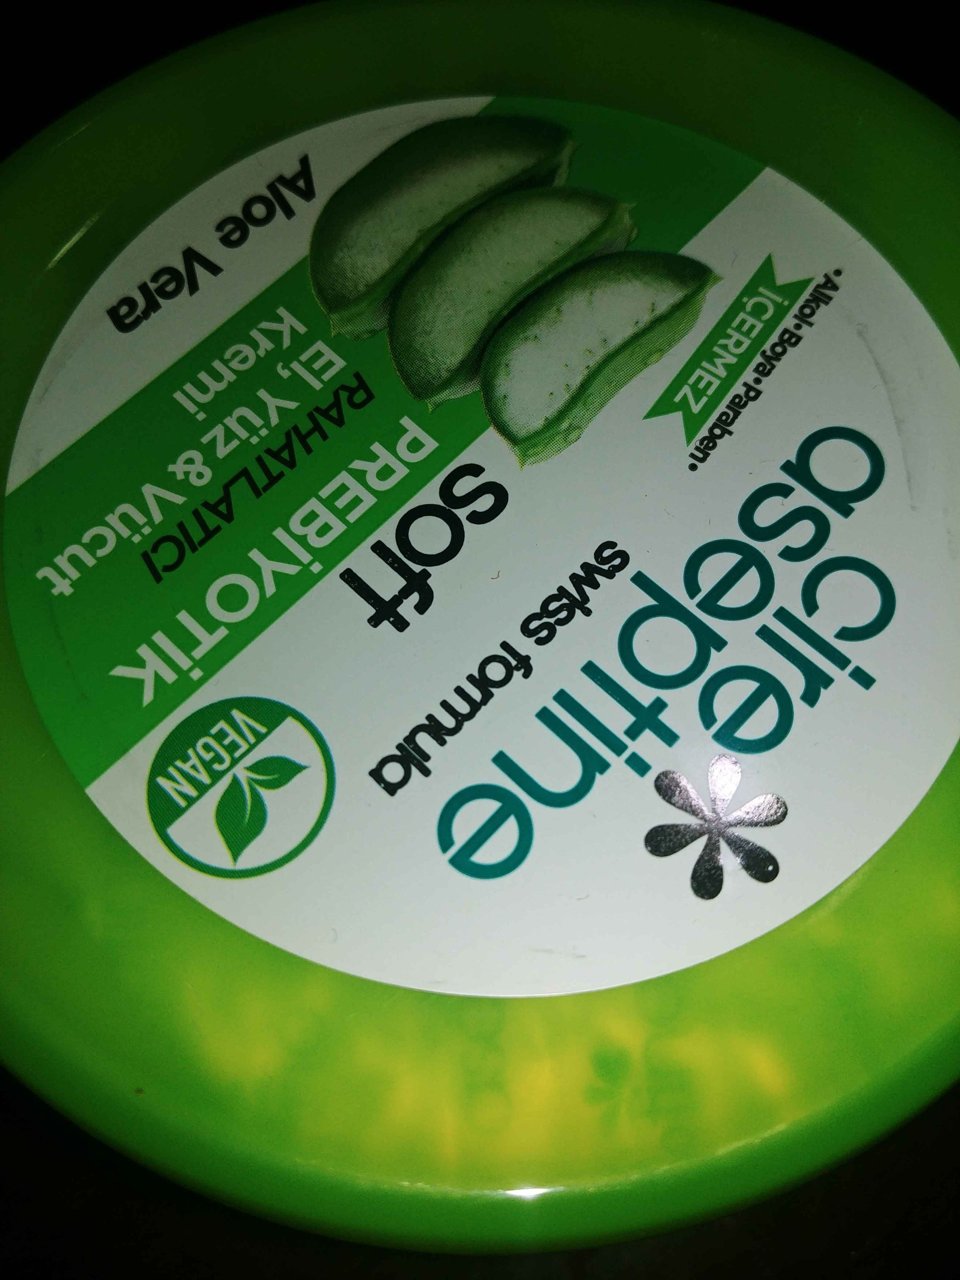 cire
aseptine
swiss formula
soft
PREBİYOTİK
RAHATLATICI
El, Yüz & Vücut
Kremi
Aloe Vera
VEGAN
•Alkol•Boya•Paraben•
İÇERMEZ